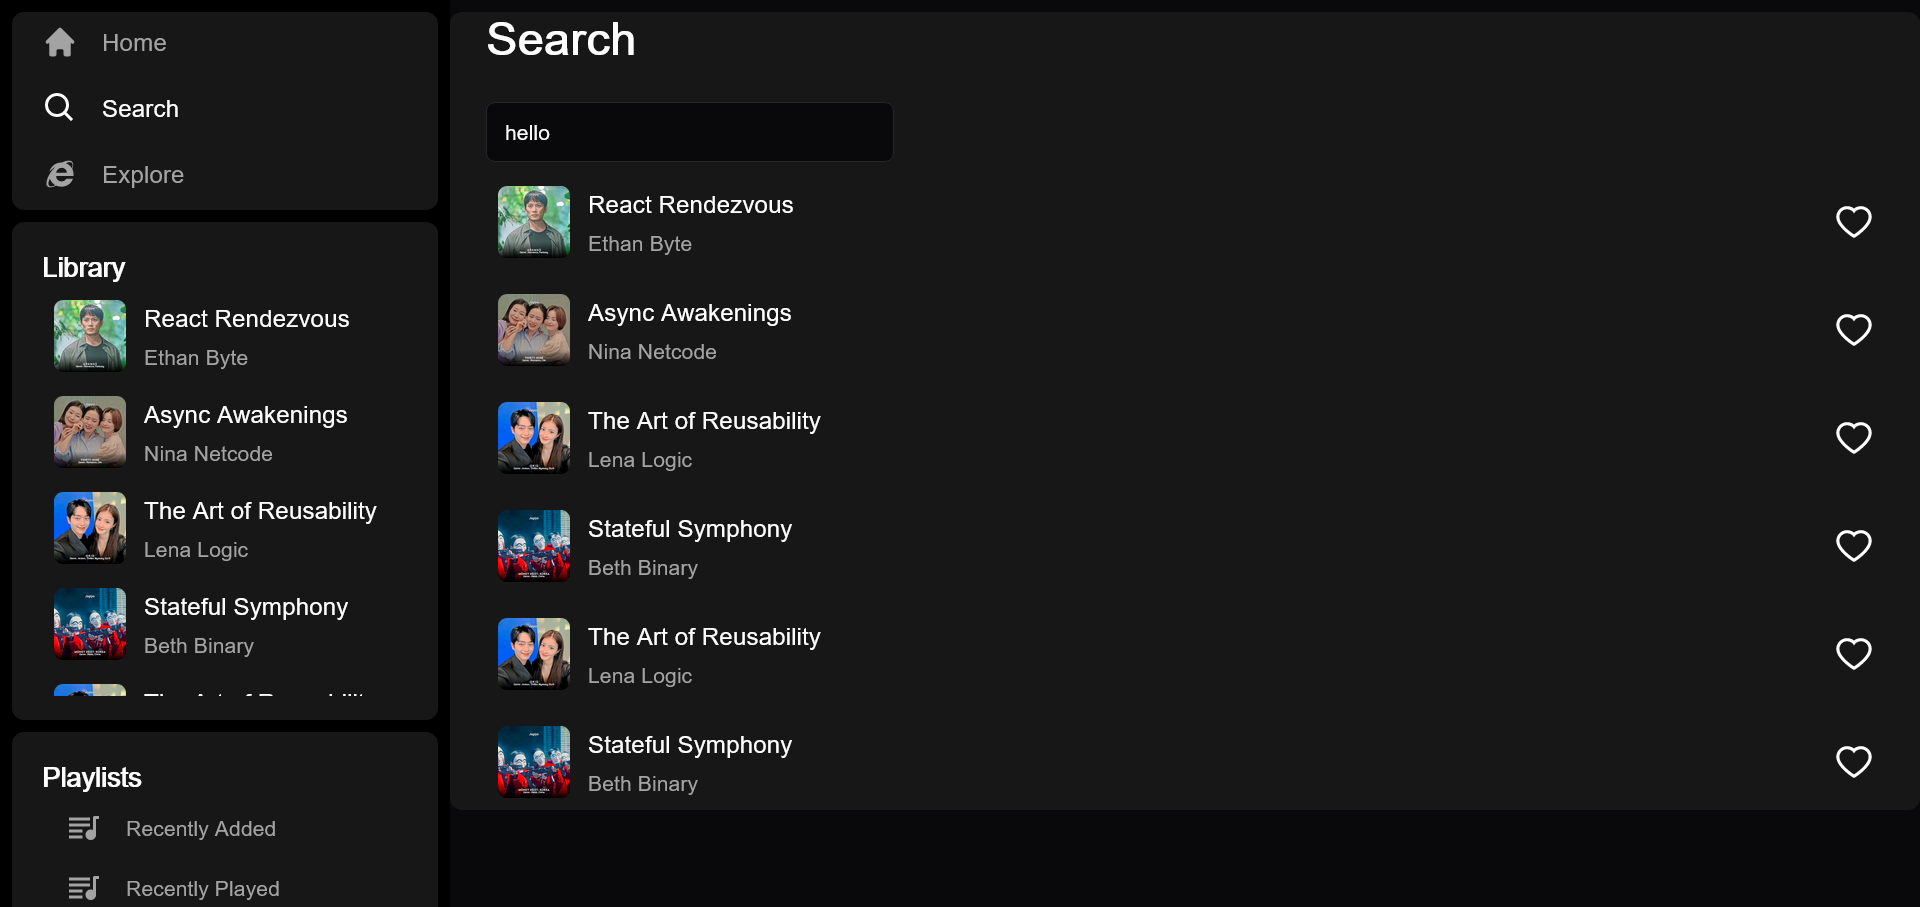 Home
Search
Explore
Library
React Rendezvous
Ethan Byte
Async Awakenings
Nina Netcode
The Art of Reusability
Lena Logic
Stateful Symphony
Beth Binary
Playlists
Recently Added
Recently Played
Search
hello
React Rendezvous
Ethan Byte
Async Awakenings
Nina Netcode
The Art of Reusability
Lena Logic
Stateful Symphony
Beth Binary
The Art of Reusability
Lena Logic
Stateful Symphony
Beth Binary